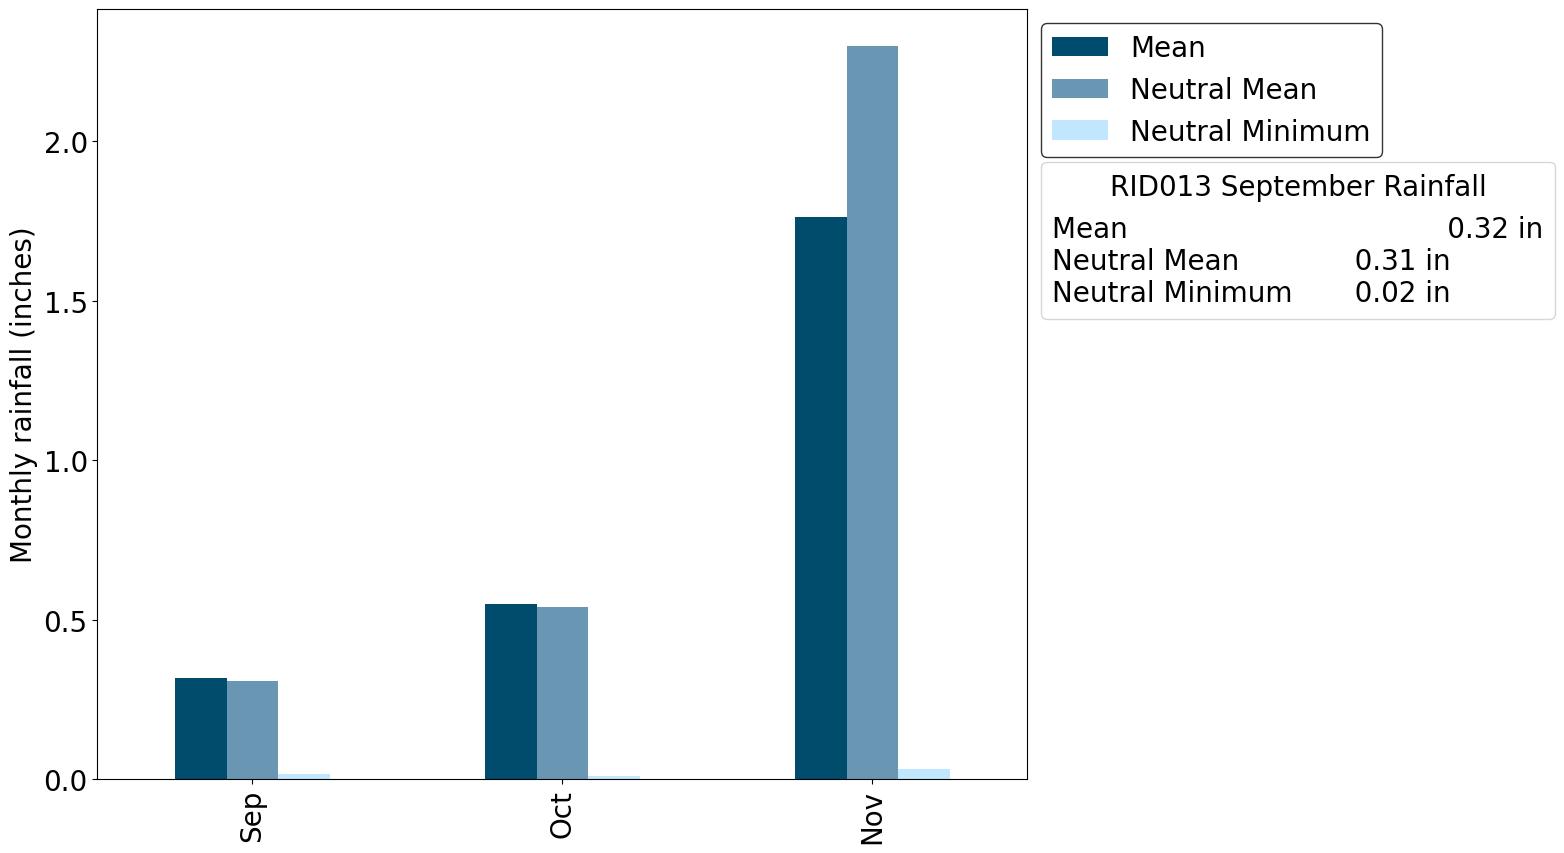 Monthly rainfall (inches)
2.0
1.5
1.0
0.5
0.0
Sep
Oct
Nov
Mean
Neutral Mean
Neutral Minimum
RID013 September Rainfall
Mean 0.32 in
Neutral Mean 0.31 in
Neutral Minimum 0.02 in